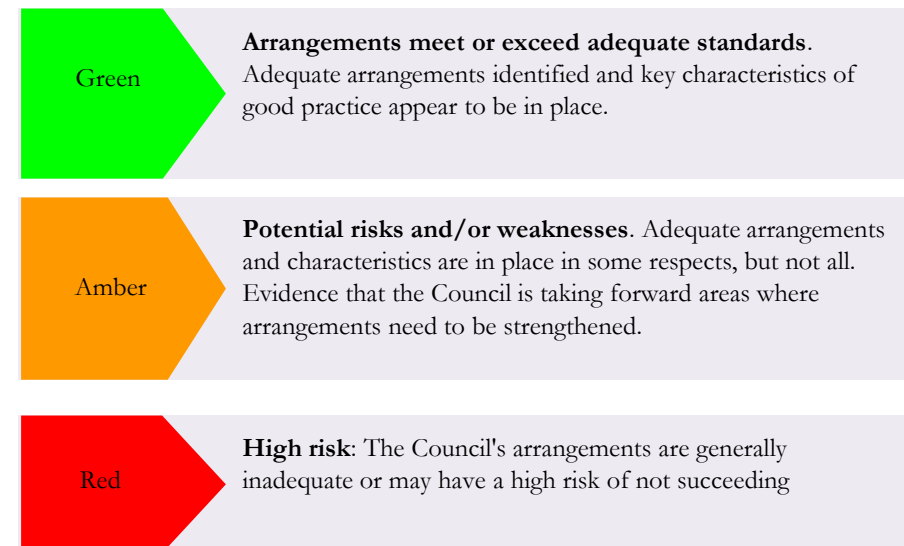 Green
Arrangements meet or exceed adequate standards.
Adequate arrangements identified and key characteristics of
good practice appear to be in place.
Amber
Potential risks and/or weaknesses. Adequate arrangements
and characteristics are in place in some respects, but not all.
Evidence that the Council is taking forward areas where
arrangements need to be strengthened.
Red
High risk: The Council's arrangements are generally
inadequate or may have a high risk of not succeeding